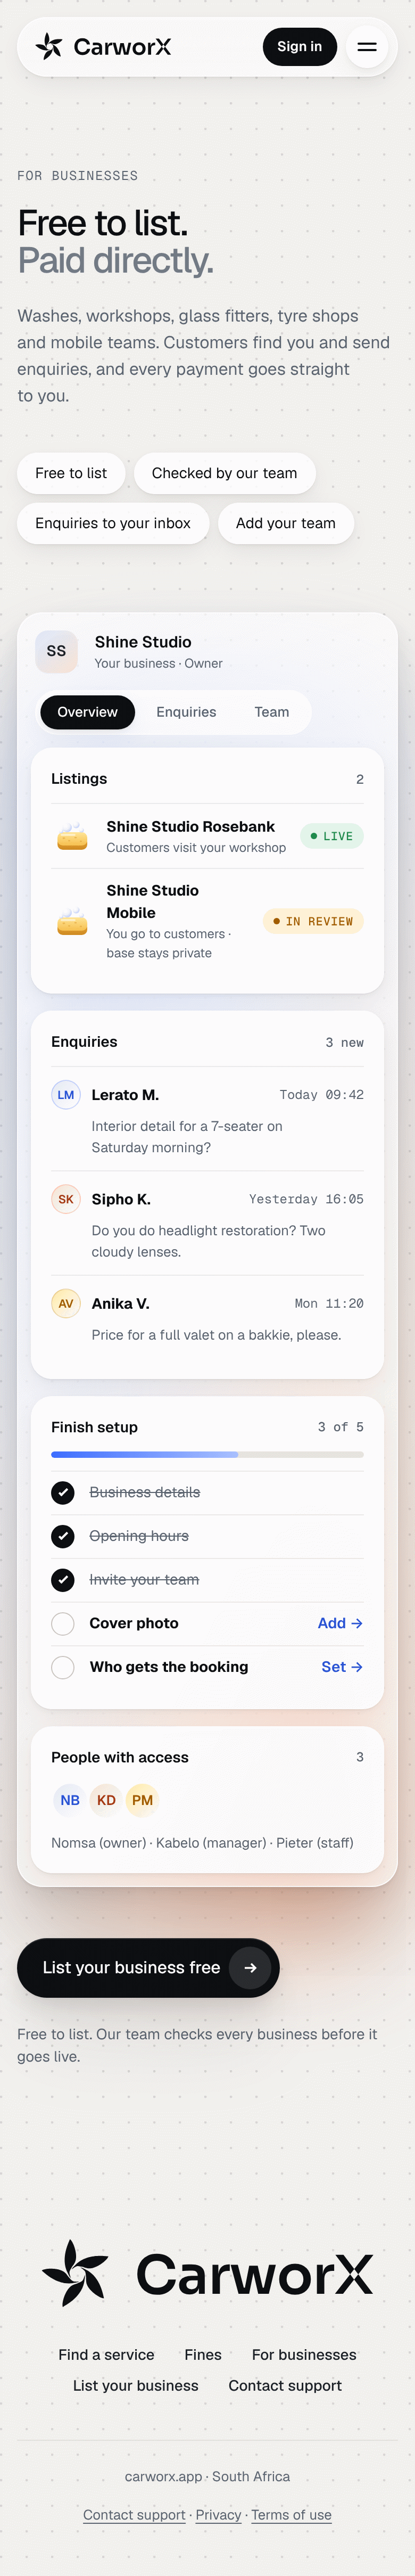 CarworX
Sign in
FOR BUSINESSES
Free to list.
Paid directly.
Washes, workshops, glass fitters, tyre shops
and mobile teams. Customers find you and send
enquiries, and every payment goes straight
to you.
Free to list
Checked by our team
Enquiries to your inbox
Add your team
SS
Shine Studio
Your business · Owner
Overview
Enquiries
Team
Listings
2
Shine Studio Rosebank
Customers visit your workshop
LIVE
Shine Studio
Mobile
You go to customers ·
base stays private
IN REVIEW
Enquiries
3 new
LM
Lerato M.
Today 09:42
Interior detail for a 7-seater on
Saturday morning?
SK
Sipho K.
Yesterday 16:05
Do you do headlight restoration? Two
cloudy lenses.
AV
Anika V.
Mon 11:20
Price for a full valet on a bakkie, please.
Finish setup
3 of 5
Business details
Opening hours
Invite your team
Cover photo
Add →
Who gets the booking
Set →
People with access
3
NB
KD
PM
Nomsa (owner) · Kabelo (manager) · Pieter (staff)
List your business free →
Free to list. Our team checks every business before it
goes live.
CarworX
Find a service
Fines
For businesses
List your business
Contact support
carworx.app · South Africa
Contact support · Privacy · Terms of use